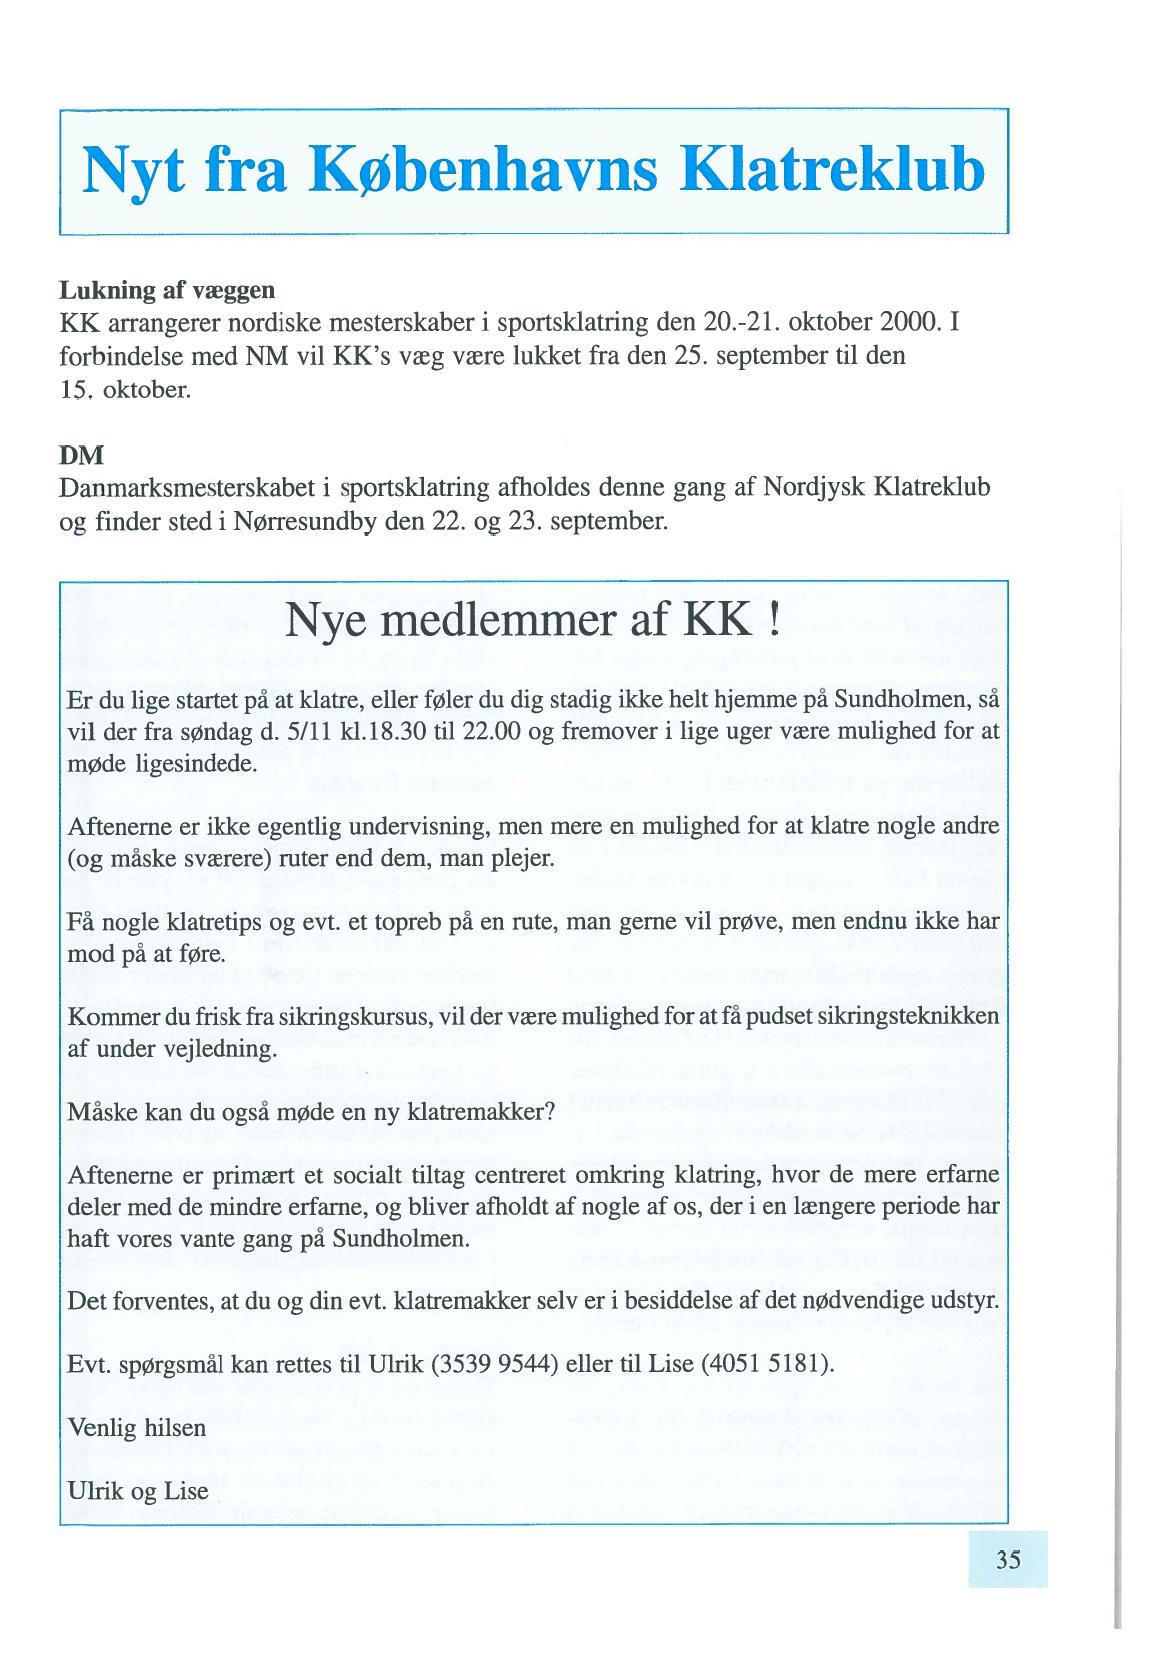 Nyt fra Københavns Klatreklub
Lukning af væggen
KK arrangerer nordiske mesterskaber i sportsklatring den 20.-21. oktober 2000. I
forbindelse med NM vil KK's væg være lukket fra den 25. september til den
15. oktober.
DM
Danmarksmesterskabet i sportsklatring afholdes denne gang af Nordjysk Klatreklub
og finder sted i Nørresundby den 22. og 23. september.
Nye medlemmer af KK !
Er du lige startet på at klatre, eller føler du dig stadig ikke helt hjemme på Sundholmen, så
vil der fra søndag d. 5/11 kl.18.30 til 22.00 og fremover i lige uger være mulighed for at
møde ligesindede.
Aftenerne er ikke egentlig undervisning, men mere en mulighed for at klatre nogle andre
(og måske sværere) ruter end dem, man plejer.
Få nogle klatretips og evt. et topreb på en rute, man gerne vil prøve, men endnu ikke har
mod på at føre.
Kommer du frisk fra sikringskursus, vil der være mulighed for at få pudset sikringsteknikken
af under vejledning.
Måske kan du også møde en ny klatremakker?
Aftenerne er primært et socialt tiltag centreret omkring klatring, hvor de mere erfarne
deler med de mindre erfarne, og bliver afholdt af nogle af os, der i en længere periode har
haft vores vante gang på Sundholmen.
Det forventes, at du og din evt. klatremakker selv er i besiddelse af det nødvendige udstyr.
Evt. spørgsmål kan rettes til Ulrik (3539 9544) eller til Lise (4051 5181).
Venlig hilsen
Ulrik og Lise
35